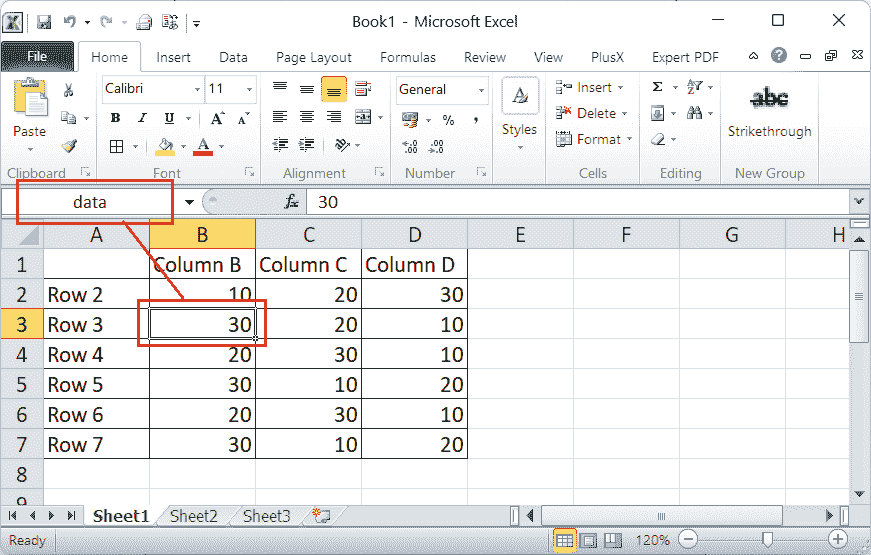 Book1 - Microsoft Excel
File Home Insert Data Page Layout Formulas Review View PlusX Expert PDF
Calibri 11 General Insert Σ
Paste B I U % , Styles Delete abc Strikethrough
A Format
Clipboard Font Alignment Number Cells Editing New Group
data fx 30
A B C D E F G H
1 Column B Column C Column D
2 Row 2 10 20 30
3 Row 3 30 20 10
4 Row 4 20 30 10
5 Row 5 30 10 20
6 Row 6 20 30 10
7 Row 7 30 10 20
8
9
Sheet1 Sheet2 Sheet3
Ready 120%